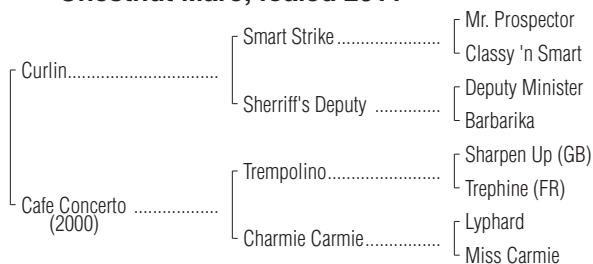 Chestnut Mare; foaled 2011
Mr. Prospector
Smart Strike
Classy 'n Smart
Curlin
Deputy Minister
Sherriff's Deputy
Barbarika
Sharpen Up (GB)
Trempolino
Trephine (FR)
Cafe Concerto
(2000)
Lyphard
Charmie Carmie
Miss Carmie